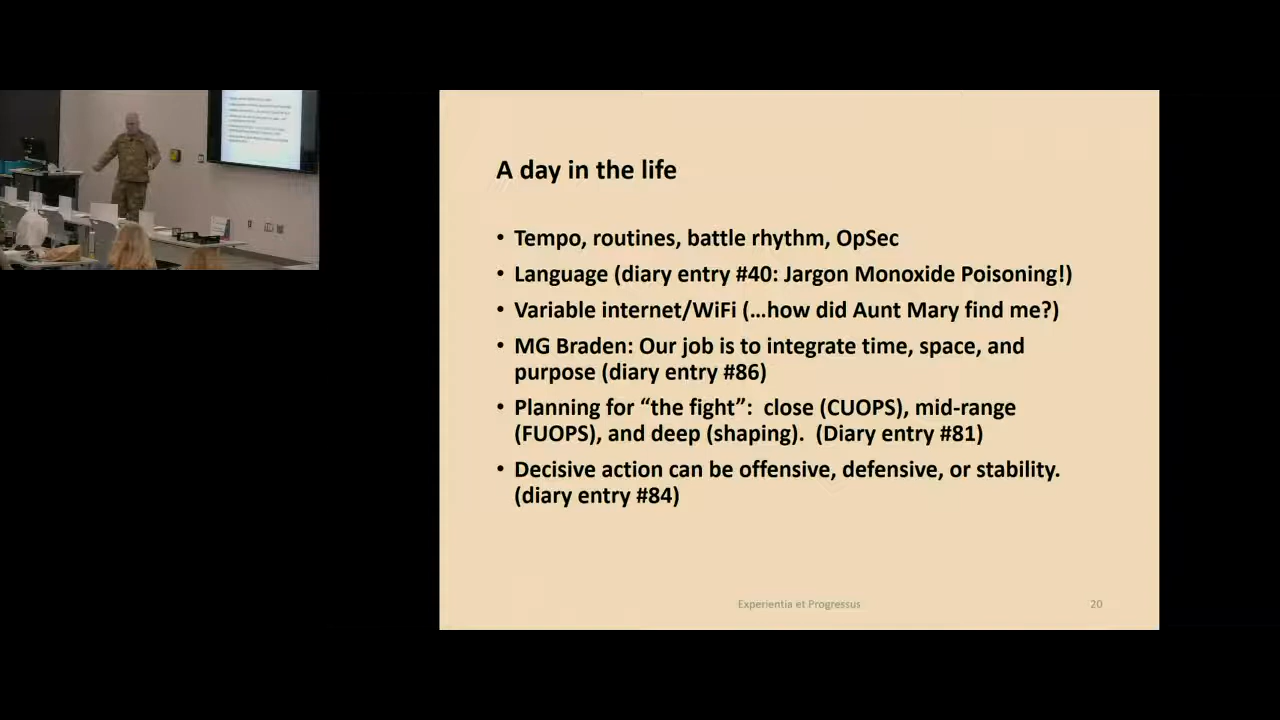 A day in the life
• Tempo, routines, battle rhythm, OpSec
• Language (diary entry #40: Jargon Monoxide Poisoning!)
• Variable internet/WiFi (…how did Aunt Mary find me?)
• MG Braden: Our job is to integrate time, space, and
purpose (diary entry #86)
• Planning for “the fight”:  close (CUOPS), mid-range
(FUOPS), and deep (shaping).  (Diary entry #81)
• Decisive action can be offensive, defensive, or stability.
(diary entry #84)
Experientia et Progressus
20